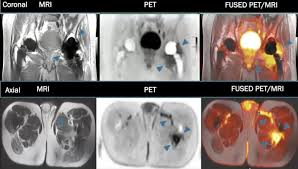 Coronal MRI PET FUSED PET/MRI
Axial MRI PET FUSED PET/MRI